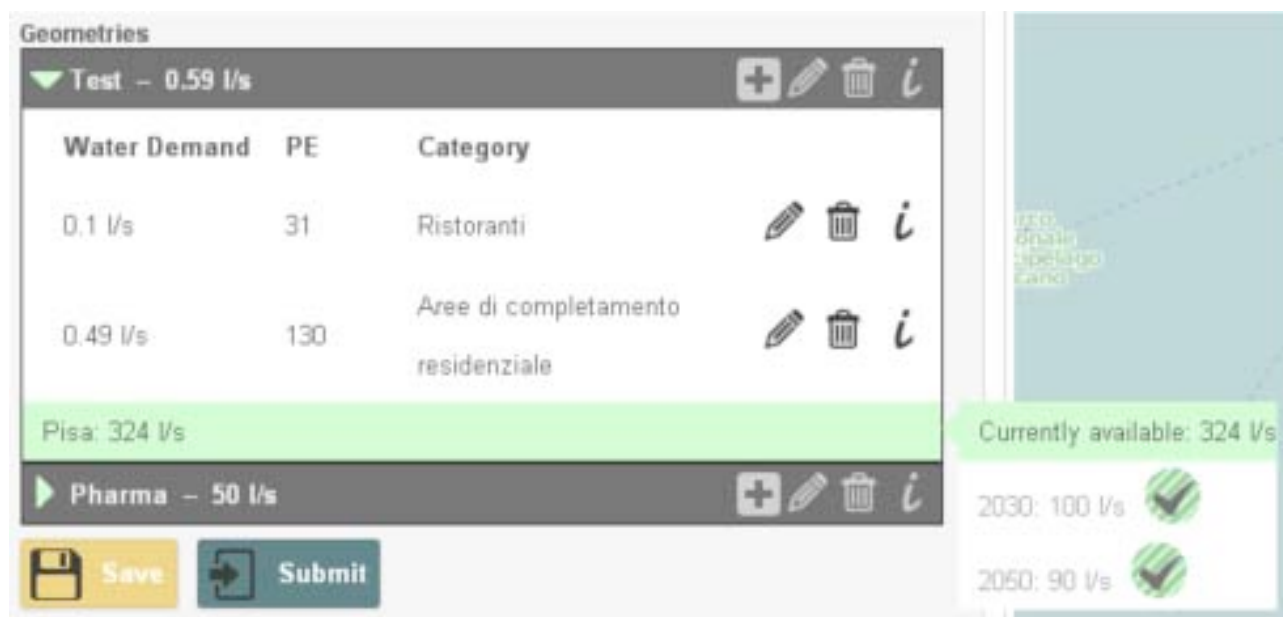 Geometries
Test – 0.59 l/s
Water Demand PE Category
0.1 l/s 31 Ristoranti
0.49 l/s 130 Aree di completamento
residenziale
Pisa: 324 l/s
Currently available: 324 l/s
Pharma – 50 l/s
2030: 100 l/s
2050: 90 l/s
Save Submit